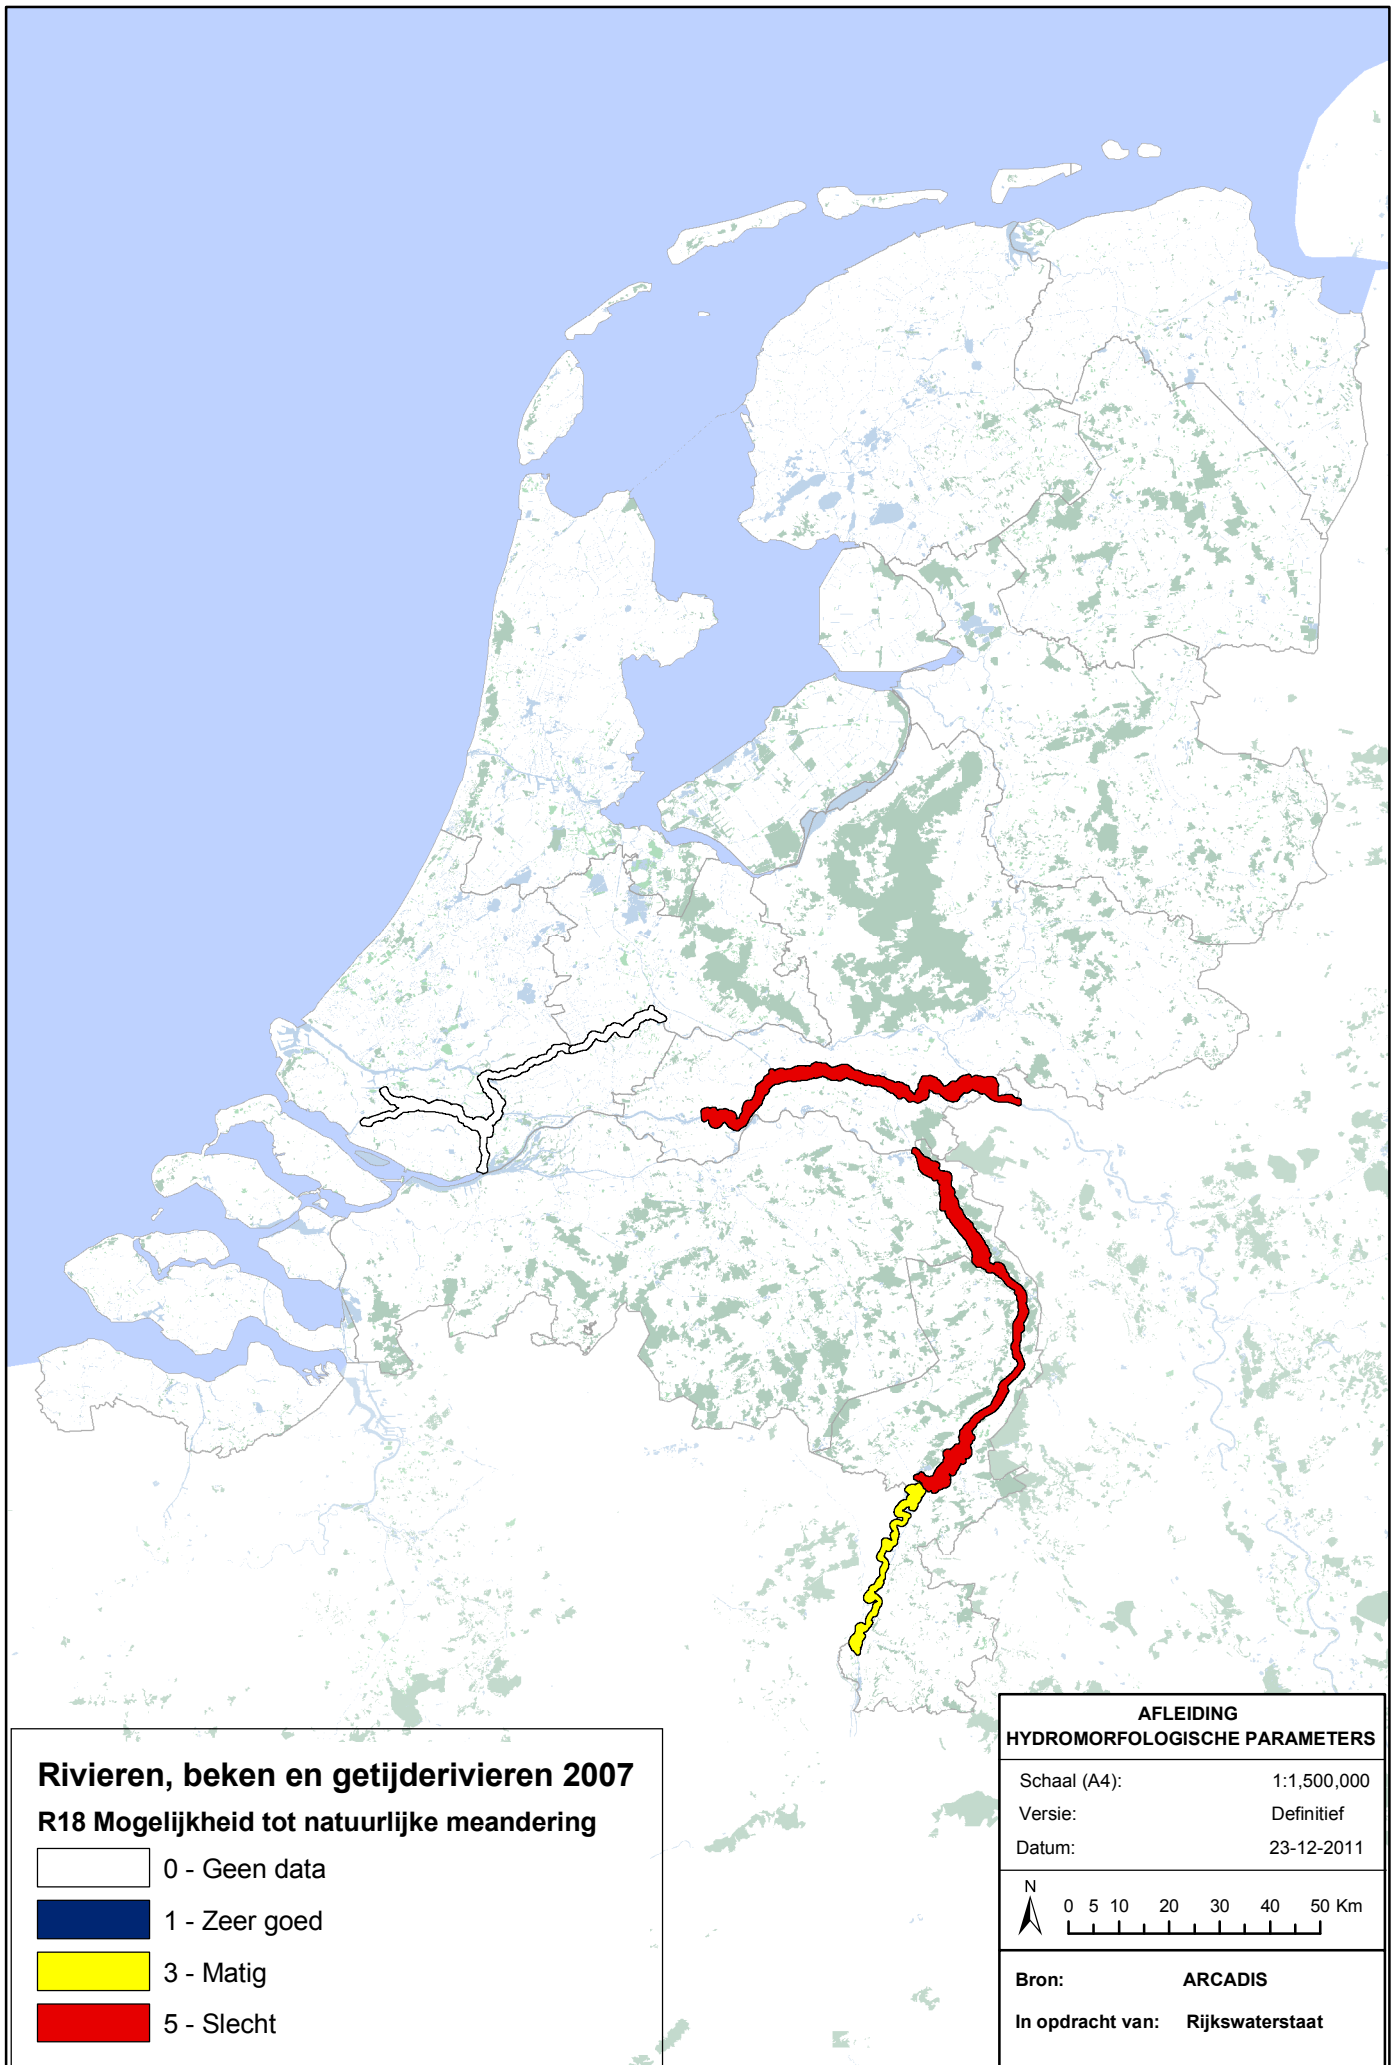 Rivieren, beken en getijderivieren 2007
R18 Mogelijkheid tot natuurlijke meandering
0 - Geen data
1 - Zeer goed
3 - Matig
5 - Slecht
AFLEIDING
HYDROMORFOLOGISCHE PARAMETERS
Schaal (A4): 1:1,500,000
Versie: Definitief
Datum: 23-12-2011
N
0 5 10 20 30 40 50 Km
Bron: ARCADIS
In opdracht van: Rijkswaterstaat